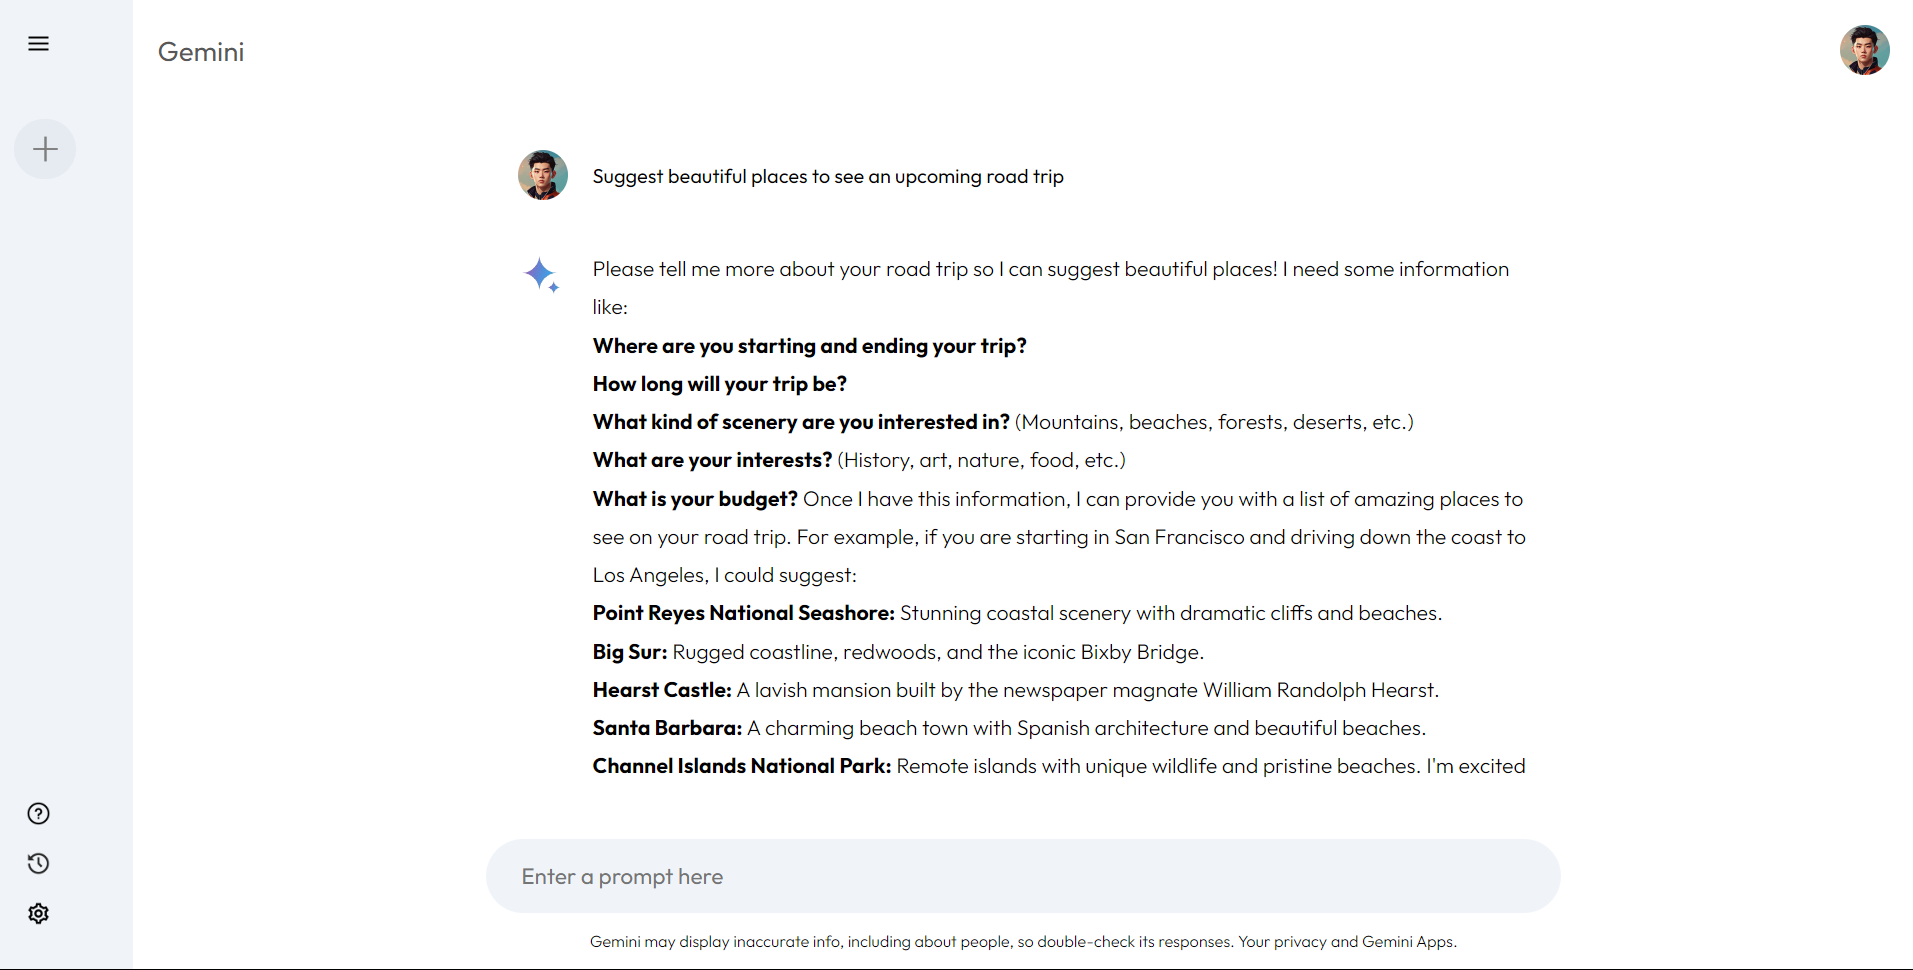 Gemini
Suggest beautiful places to see an upcoming road trip
Please tell me more about your road trip so I can suggest beautiful places! I need some information
like:
Where are you starting and ending your trip?
How long will your trip be?
What kind of scenery are you interested in? (Mountains, beaches, forests, deserts, etc.)
What are your interests? (History, art, nature, food, etc.)
What is your budget? Once I have this information, I can provide you with a list of amazing places to
see on your road trip. For example, if you are starting in San Francisco and driving down the coast to
Los Angeles, I could suggest:
Point Reyes National Seashore: Stunning coastal scenery with dramatic cliffs and beaches.
Big Sur: Rugged coastline, redwoods, and the iconic Bixby Bridge.
Hearst Castle: A lavish mansion built by the newspaper magnate William Randolph Hearst.
Santa Barbara: A charming beach town with Spanish architecture and beautiful beaches.
Channel Islands National Park: Remote islands with unique wildlife and pristine beaches. I'm excited
Enter a prompt here
Gemini may display inaccurate info, including about people, so double-check its responses. Your privacy and Gemini Apps.